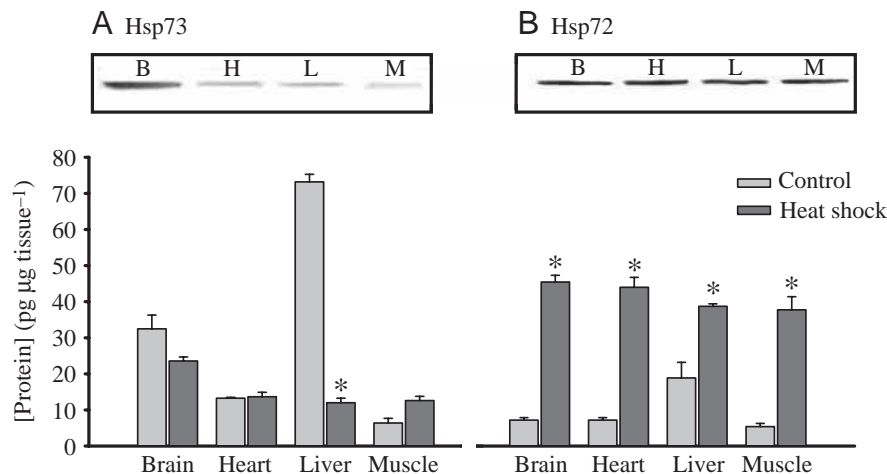 A Hsp73
B H L M
B Hsp72
B H L M
[Protein] (pg µg tissue⁻¹)
80
70
60
50
40
30
20
10
0
*
Brain Heart Liver Muscle
Control
Heat shock
* * * *
Brain Heart Liver Muscle